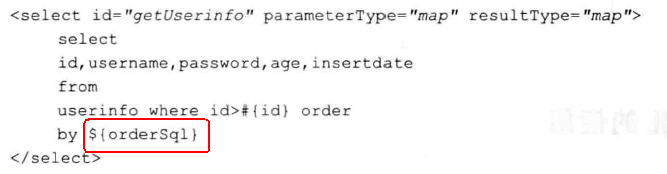 <select id="getUserinfo" parameterType="map" resultType="map">
select
id,username,password,age,insertdate
from
userinfo where id>#{id} order
by ${orderSql}
</select>